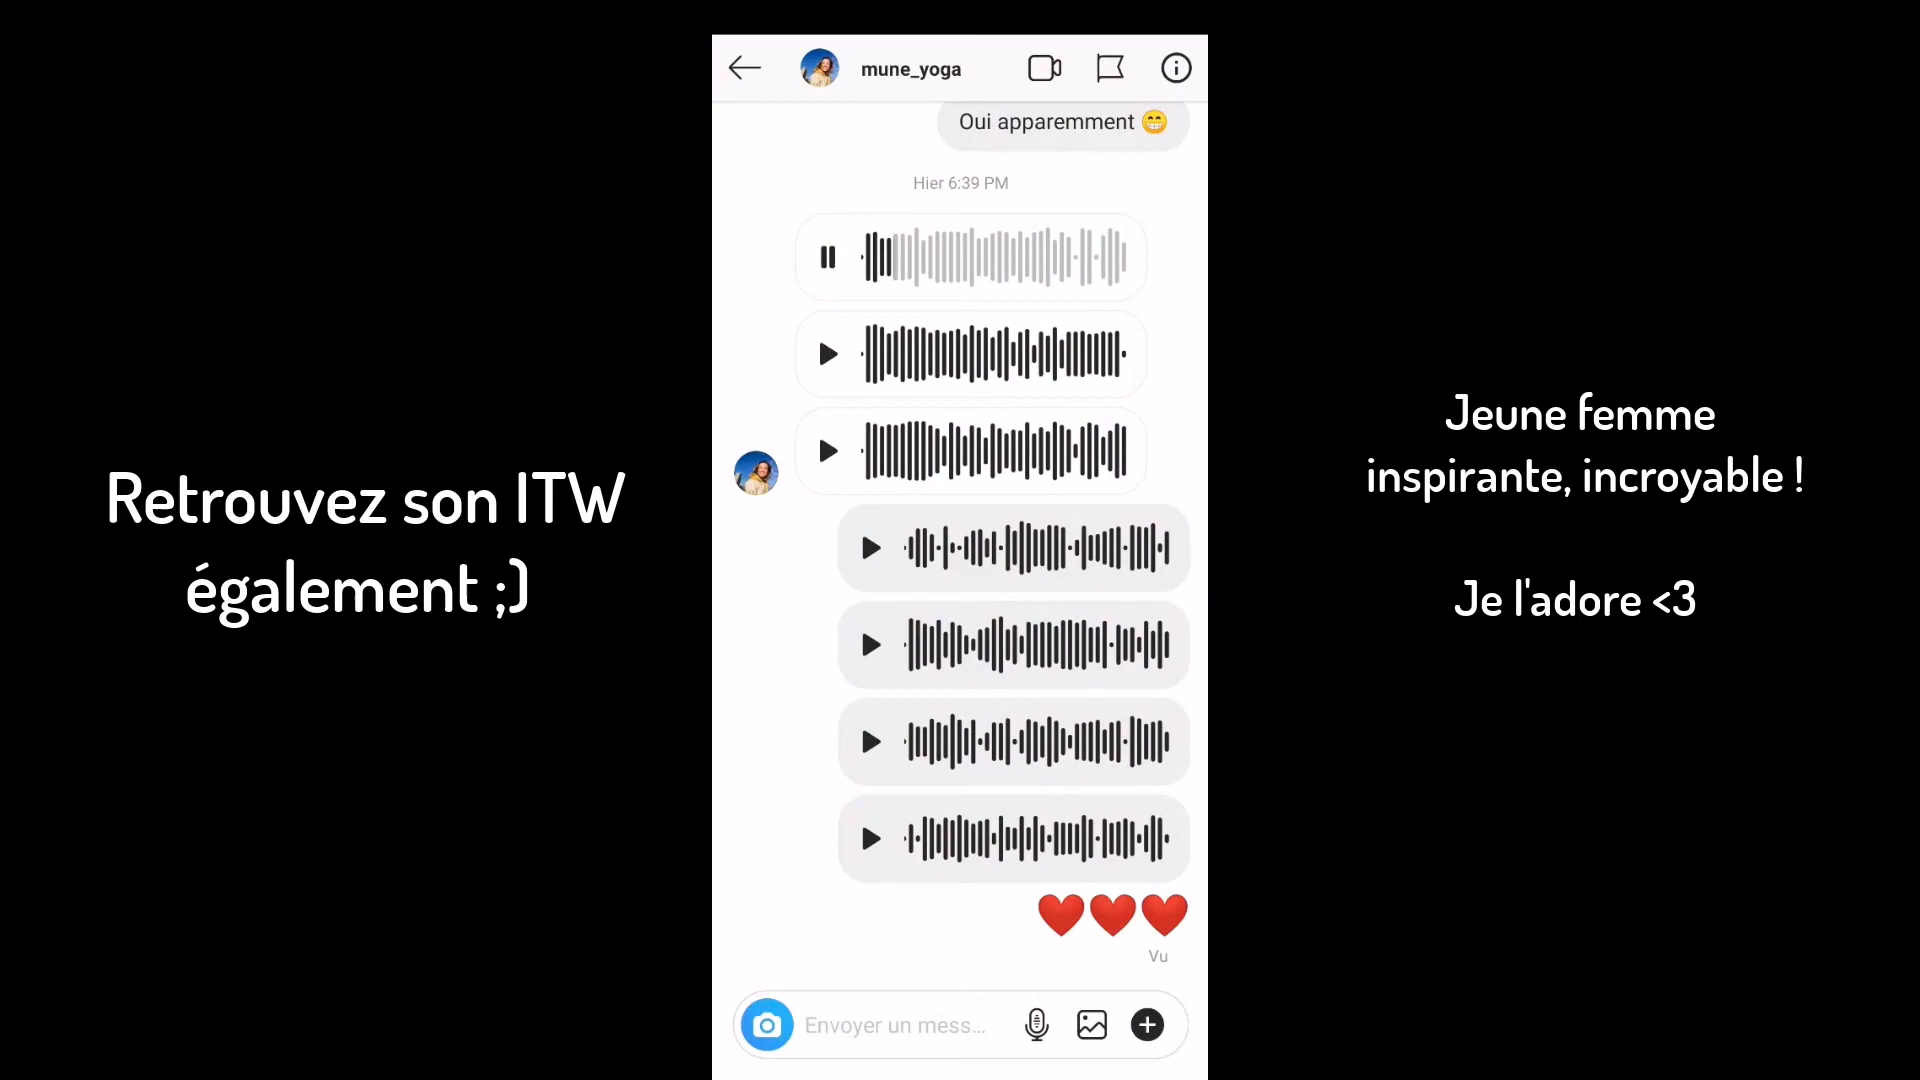 mune_yoga
Oui apparemment 😁
Hier 6:39 PM
Retrouvez son ITW
également ;)
Jeune femme
inspirante, incroyable !
Je l'adore <3
❤️❤️❤️
Vu
Envoyer un mess...